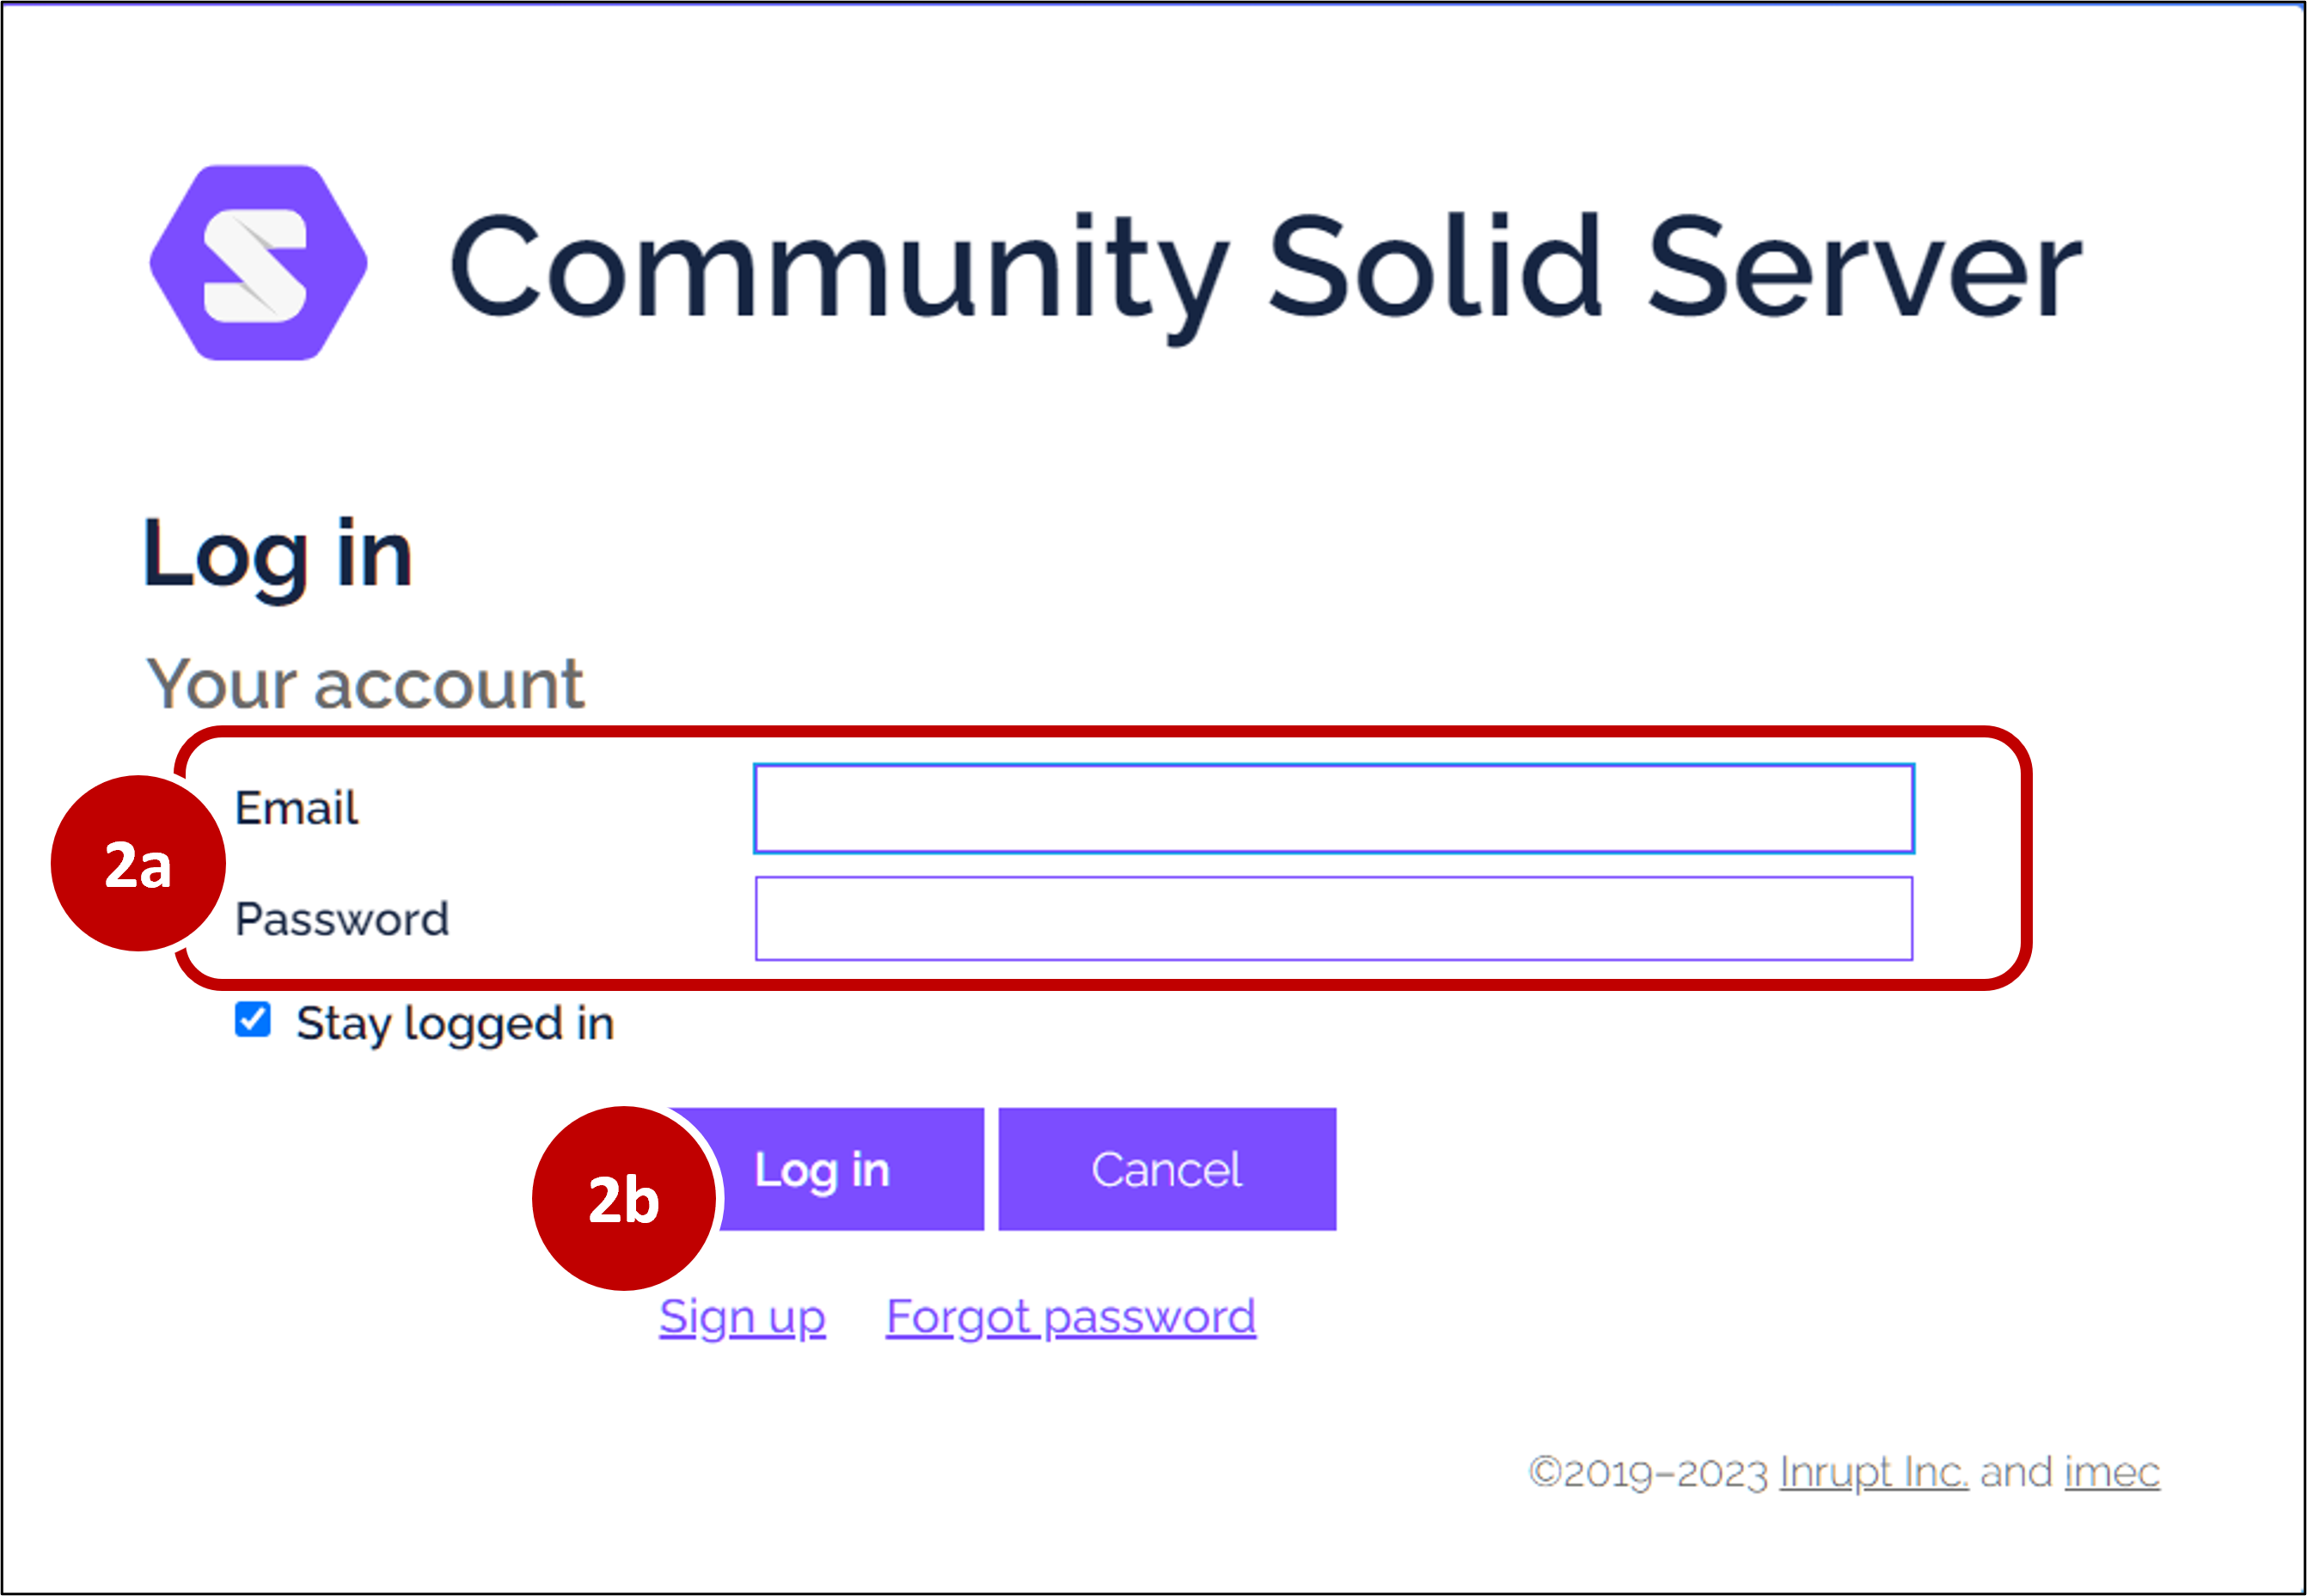 Community Solid Server
Log in
Your account
Email
2a
Password
Stay logged in
2b
Log in
Cancel
Sign up
Forgot password
©2019–2023 Inrupt Inc. and imec